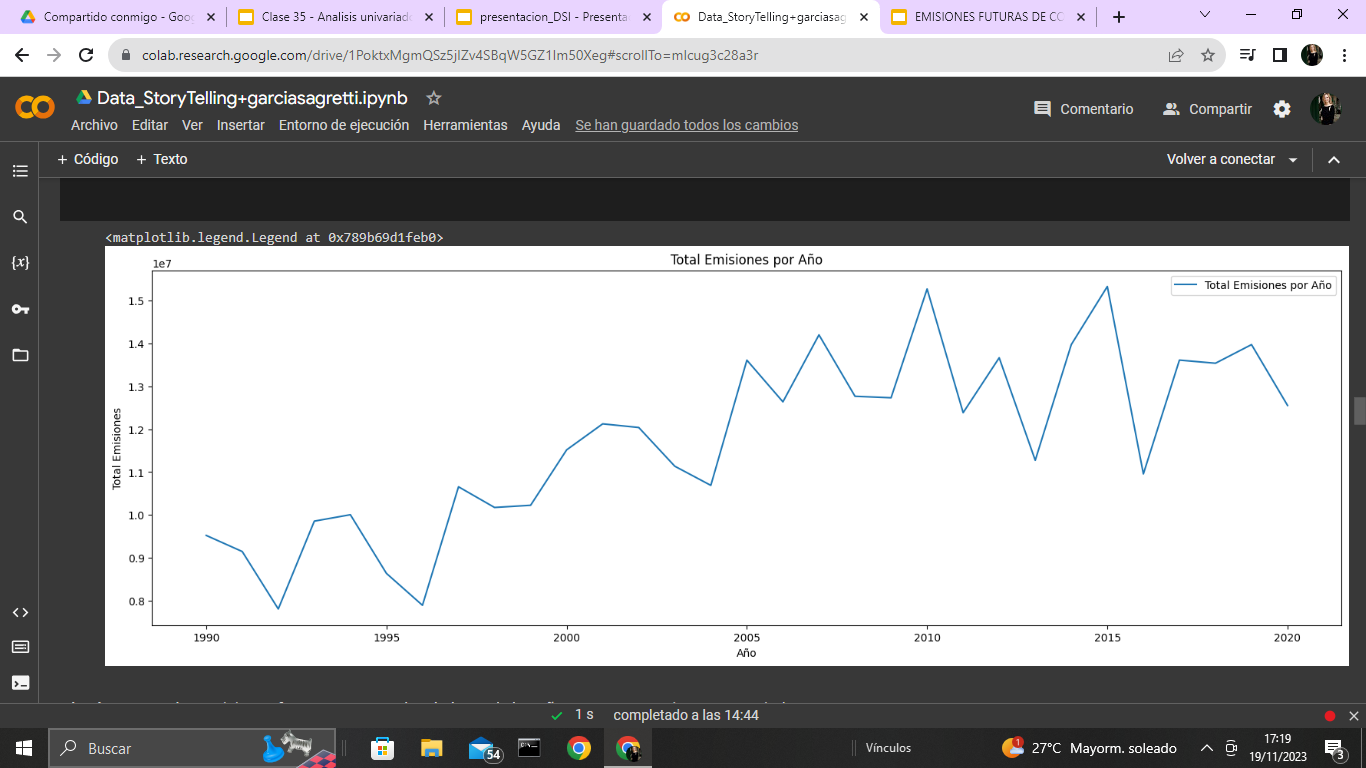 Compartido conmigo - Goo
Clase 35 - Analisis univariad
presentacion_DSI - Presenta
Data_StoryTelling+garciasag
EMISIONES FUTURAS DE CC
colab.research.google.com/drive/1PoktxMgmQSz5jIZv4SBqW5GZ1Im50Xeg#scrollTo=mIcug3c28a3r
Data_StoryTelling+garciasagretti.ipynb
Comentario
Compartir
Archivo Editar Ver Insertar Entorno de ejecución Herramientas Ayuda Se han guardado todos los cambios
+ Código + Texto
Volver a conectar
{x}
<matplotlib.legend.Legend at 0x789b69d1feb0>
Total Emisiones por Año
1e7
Total Emisiones por Año
1.5
1.4
1.3
1.2
1.1
1.0
0.9
0.8
Total Emisiones
1990 1995 2000 2005 2010 2015 2020
Año
1 s completado a las 14:44
Buscar
54
Vínculos
1
27°C Mayorm. soleado
17:19
19/11/2023
3